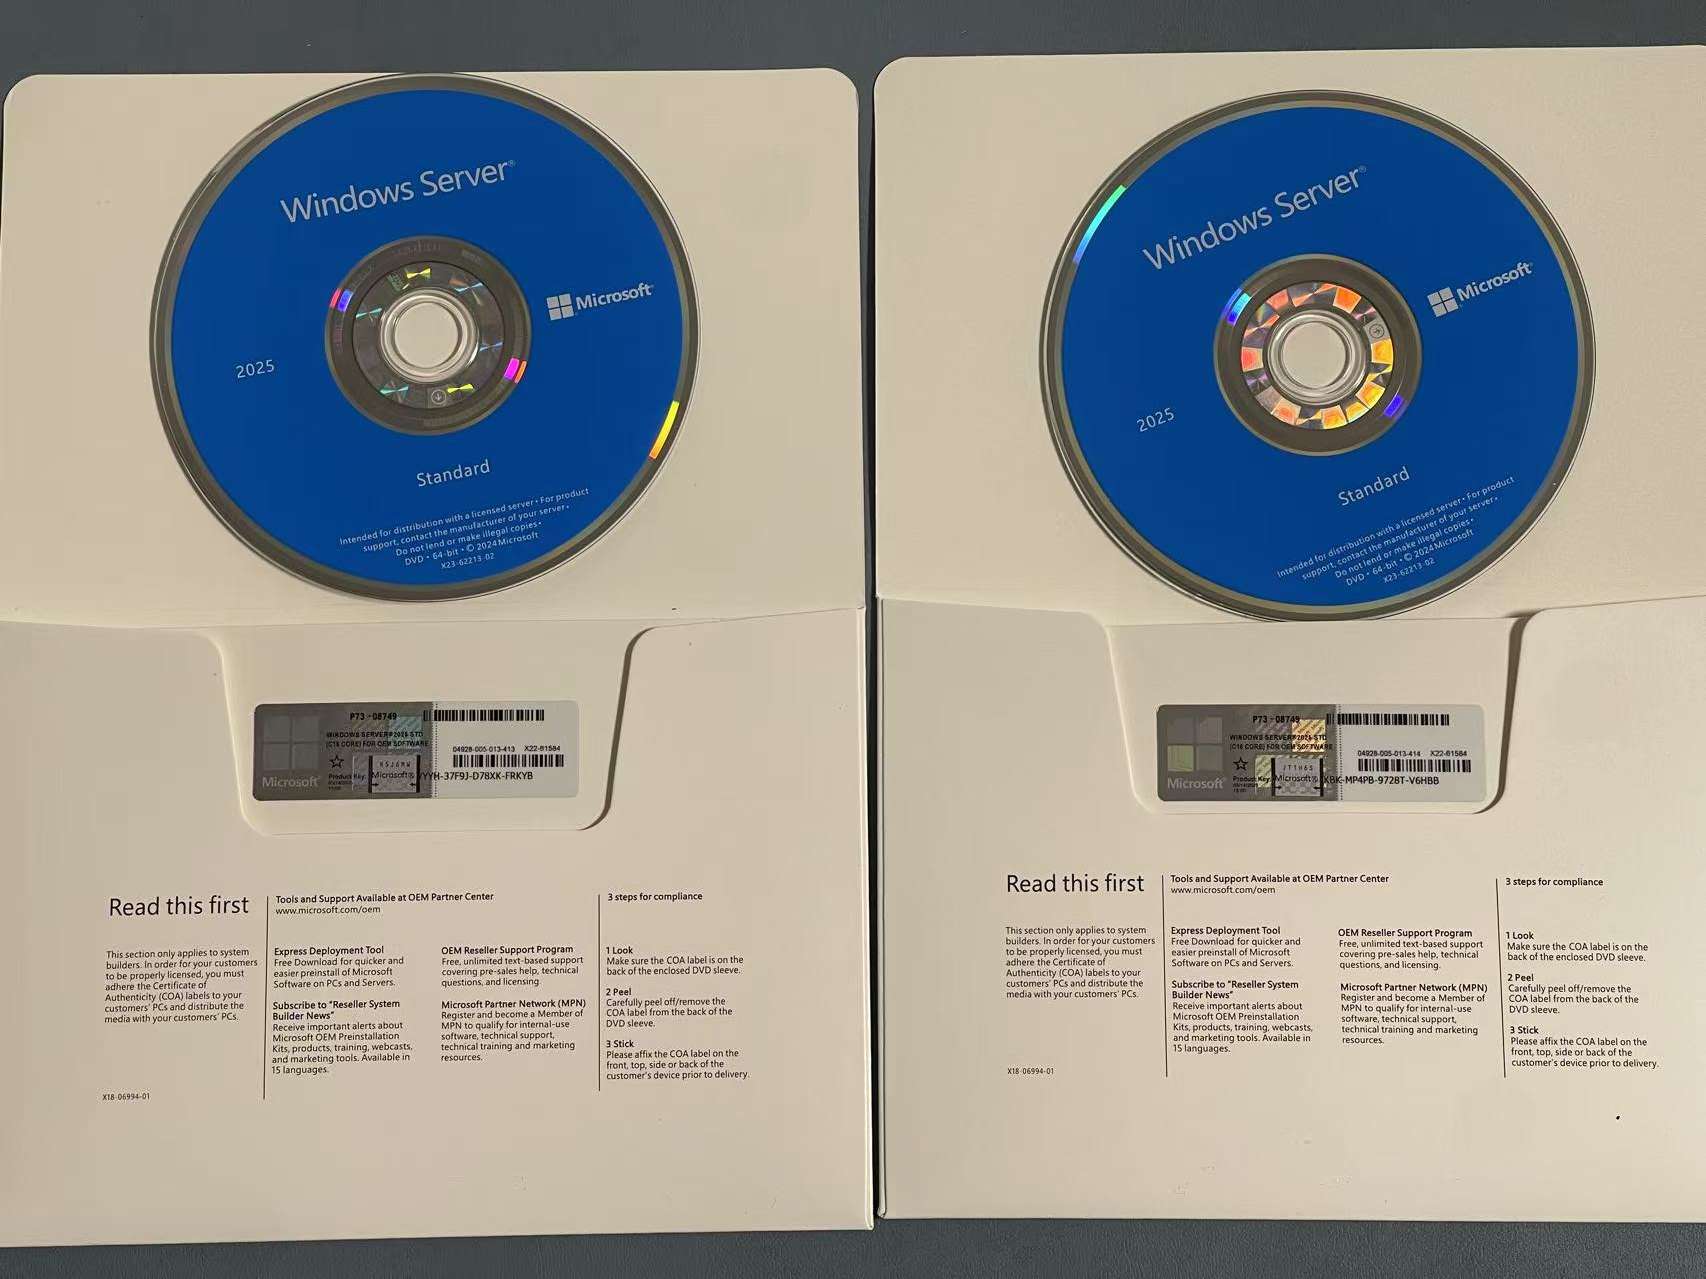 Windows Server®
Microsoft
2025
Standard
Intended for distribution with a licensed server • For product
support, contact the manufacturer of your server •
Do not lend or make illegal copies •
DVD • 64-bit • © 2024 Microsoft
X23-62213-02
P73-08749
WINDOWS SERVER®2025 STD
(C16 CORE) FOR OEM SOFTWARE
04928-005-013-413 X22-61584
Microsoft
Product Key:
Microsoft®
YYH-37F9J-D78XK-FRKYB
Read this first
This section only applies to system
builders. In order for your customers
to be properly licensed, you must
adhere the Certificate of
Authenticity (COA) labels to your
customers' PCs and distribute the
media with your customers' PCs.
X18-06994-01
Tools and Support Available at OEM Partner Center
www.microsoft.com/oem
Express Deployment Tool
Free Download for quicker and
easier preinstall of Microsoft
Software on PCs and Servers.
Subscribe to "Reseller System
Builder News"
Receive important alerts about
Microsoft OEM Preinstallation
Kits, products, training, webcasts,
and marketing tools. Available in
15 languages.
OEM Reseller Support Program
Free, unlimited text-based support
covering pre-sales help, technical
questions, and licensing.
Microsoft Partner Network (MPN)
Register and become a Member of
MPN to qualify for internal-use
software, technical support,
technical training and marketing
resources.
3 steps for compliance
1 Look
Make sure the COA label is on the
back of the enclosed DVD sleeve.
2 Peel
Carefully peel off/remove the
COA label from the back of the
DVD sleeve.
3 Stick
Please affix the COA label on the
front, top, side or back of the
customer's device prior to delivery.
Windows Server®
Microsoft
2025
Standard
Intended for distribution with a licensed server • For product
support, contact the manufacturer of your server •
Do not lend or make illegal copies •
DVD • 64-bit • © 2024 Microsoft
X23-62213-02
P73-08749
WINDOWS SERVER®2025 STD
(C16 CORE) FOR OEM SOFTWARE
04928-005-013-414 X22-61584
Microsoft
Product Key:
Microsoft®
XBK-MP4PB-9728T-V6HBB
Read this first
This section only applies to system
builders. In order for your customers
to be properly licensed, you must
adhere the Certificate of
Authenticity (COA) labels to your
customers' PCs and distribute the
media with your customers' PCs.
X18-06994-01
Tools and Support Available at OEM Partner Center
www.microsoft.com/oem
Express Deployment Tool
Free Download for quicker and
easier preinstall of Microsoft
Software on PCs and Servers.
Subscribe to "Reseller System
Builder News"
Receive important alerts about
Microsoft OEM Preinstallation
Kits, products, training, webcasts,
and marketing tools. Available in
15 languages.
OEM Reseller Support Program
Free, unlimited text-based support
covering pre-sales help, technical
questions, and licensing.
Microsoft Partner Network (MPN)
Register and become a Member of
MPN to qualify for internal-use
software, technical support,
technical training and marketing
resources.
3 steps for compliance
1 Look
Make sure the COA label is on the
back of the enclosed DVD sleeve.
2 Peel
Carefully peel off/remove the
COA label from the back of the
DVD sleeve.
3 Stick
Please affix the COA label on the
front, top, side or back of the
customer's device prior to delivery.